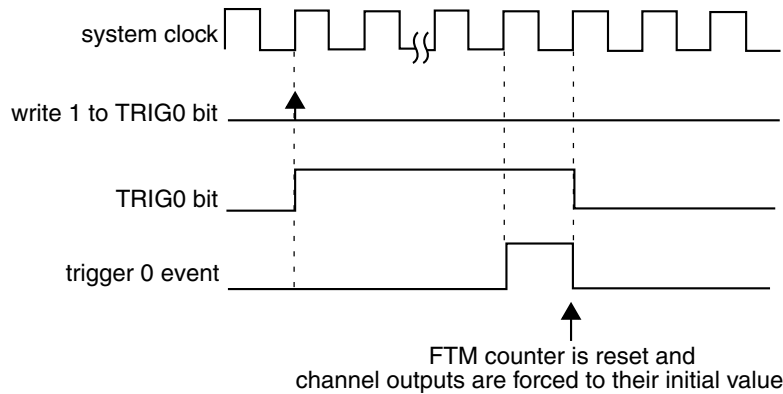 system clock
write 1 to TRIG0 bit
TRIG0 bit
trigger 0 event
FTM counter is reset and
channel outputs are forced to their initial value